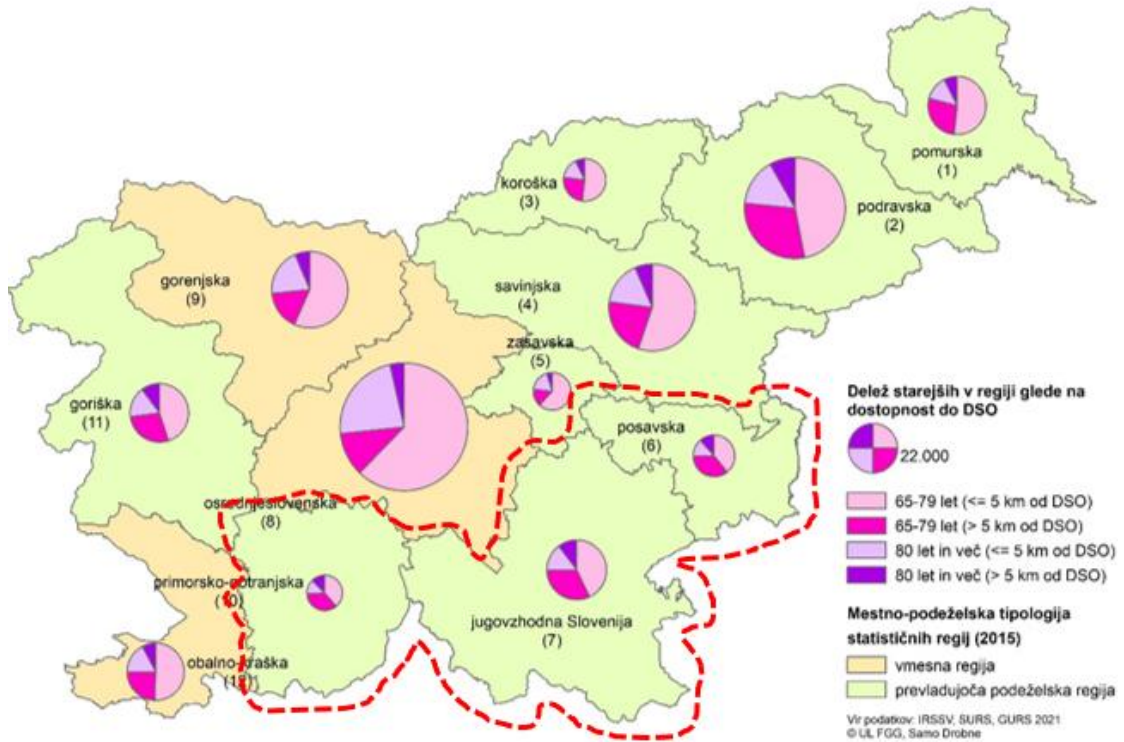 pomurska
(1)
koroška
(3)
podravska
(2)
gorenjska
(9)
savinjska
(4)
zasavska
(5)
goriška
(11)
posavska
(6)
osrednjeslovenska
(8)
primorsko-notranjska
(10)
jugovzhodna Slovenija
(7)
obalno-kraška
(12)
Delež starejših v regiji glede na
dostopnost do DSO
22.000
65-79 let (<= 5 km od DSO)
65-79 let (> 5 km od DSO)
80 let in več (<= 5 km od DSO)
80 let in več (> 5 km od DSO)
Mestno-podeželska tipologija
statističnih regij (2015)
vmesna regija
prevladujoča podeželska regija
Vir podatkov: IRSSV, SURS, GURS 2021
© UL FGG, Samo Drobne